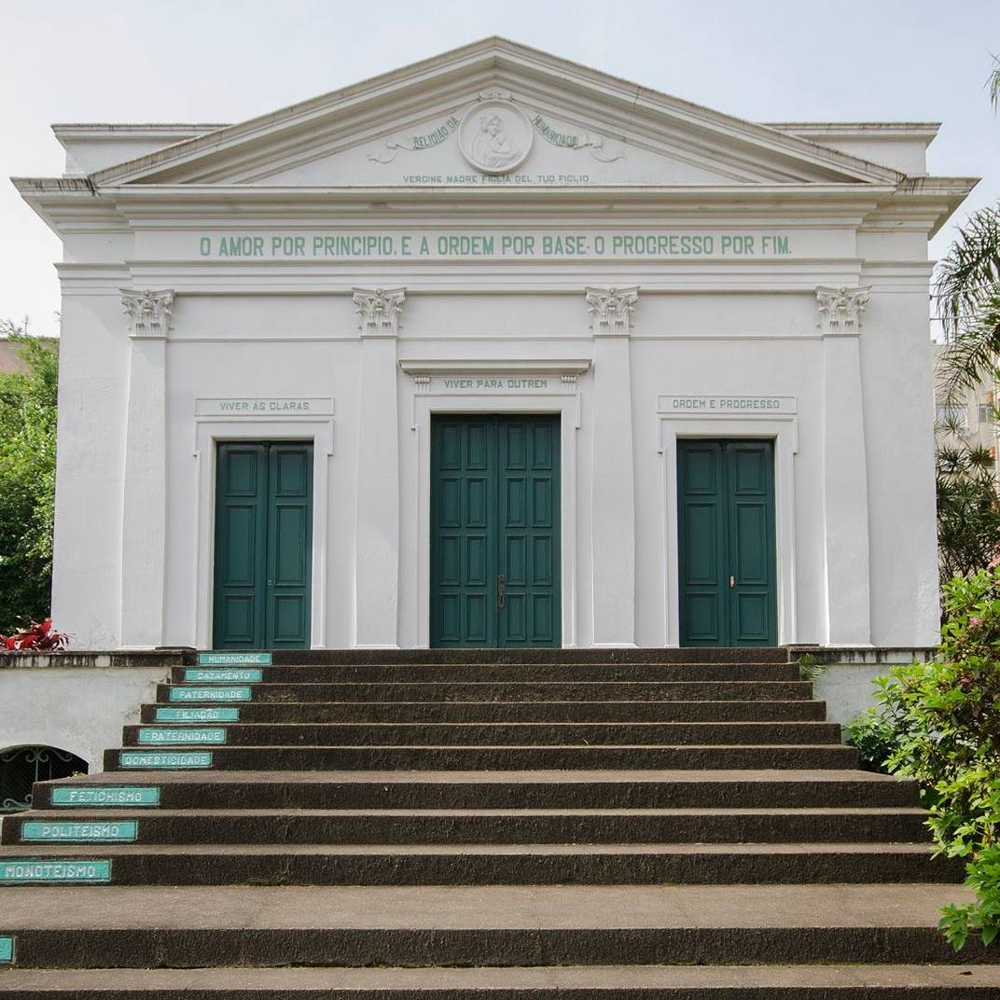 RELIGIÃO DA HUMANIDADE
VERGINE MADRE FIGLIA DEL TUO FIGLIO
O AMOR POR PRINCIPIO, E A ORDEM POR BASE: O PROGRESSO POR FIM.
VIVER PARA OUTREM
VIVER ÁS CLARAS
ORDEM E PROGRESSO
HUMANIDADE
CAZAMENTO
PATERNIDADE
FILIAÇÃO
FRATERNIDADE
DOMESTICIDADE
FETICHISMO
POLITEISMO
MONOTEISMO